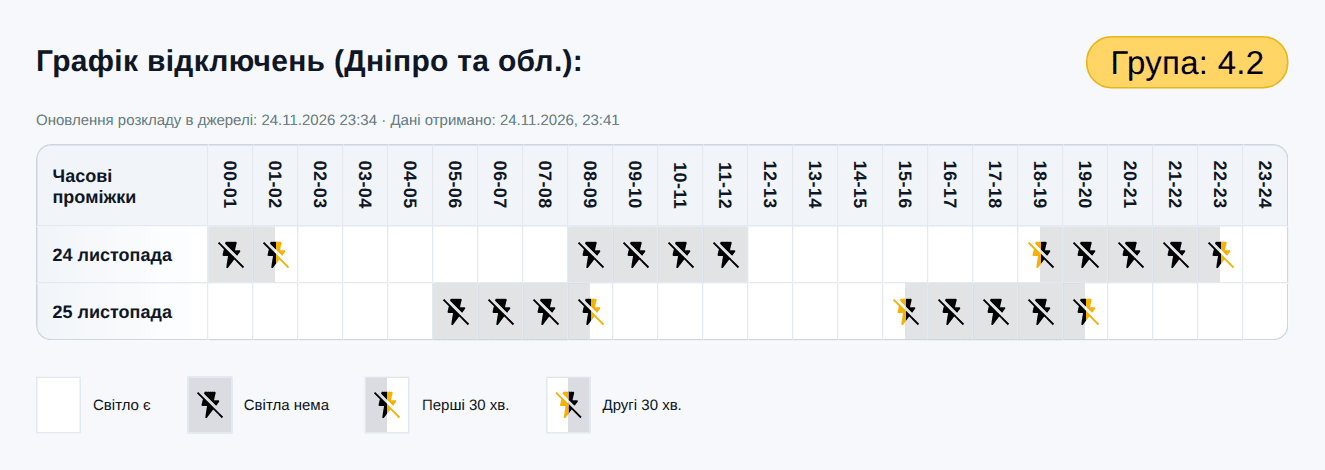 Графік відключень (Дніпро та обл.):
Група: 4.2
Оновлення розкладу в джерелі: 24.11.2026 23:34 · Дані отримано: 24.11.2026, 23:41
Часові
проміжки
00-01
01-02
02-03
03-04
04-05
05-06
06-07
07-08
08-09
09-10
10-11
11-12
12-13
13-14
14-15
15-16
16-17
17-18
18-19
19-20
20-21
21-22
22-23
23-24
24 листопада
25 листопада
Світло є
Світла нема
Перші 30 хв.
Другі 30 хв.